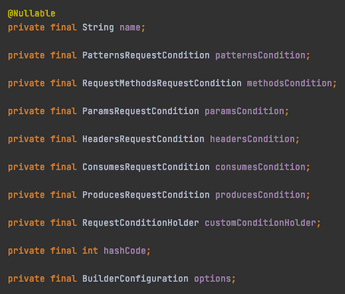 @Nullable
private final String name;
private final PatternsRequestCondition patternsCondition;
private final RequestMethodsRequestCondition methodsCondition;
private final ParamsRequestCondition paramsCondition;
private final HeadersRequestCondition headersCondition;
private final ConsumesRequestCondition consumesCondition;
private final ProducesRequestCondition producesCondition;
private final RequestConditionHolder customConditionHolder;
private final int hashCode;
private final BuilderConfiguration options;